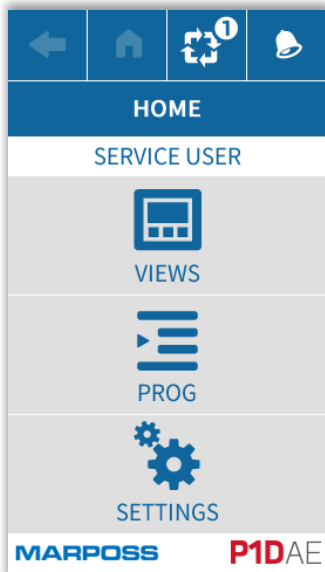 1
HOME
SERVICE USER
VIEWS
PROG
SETTINGS
MARPOSS P1DAE